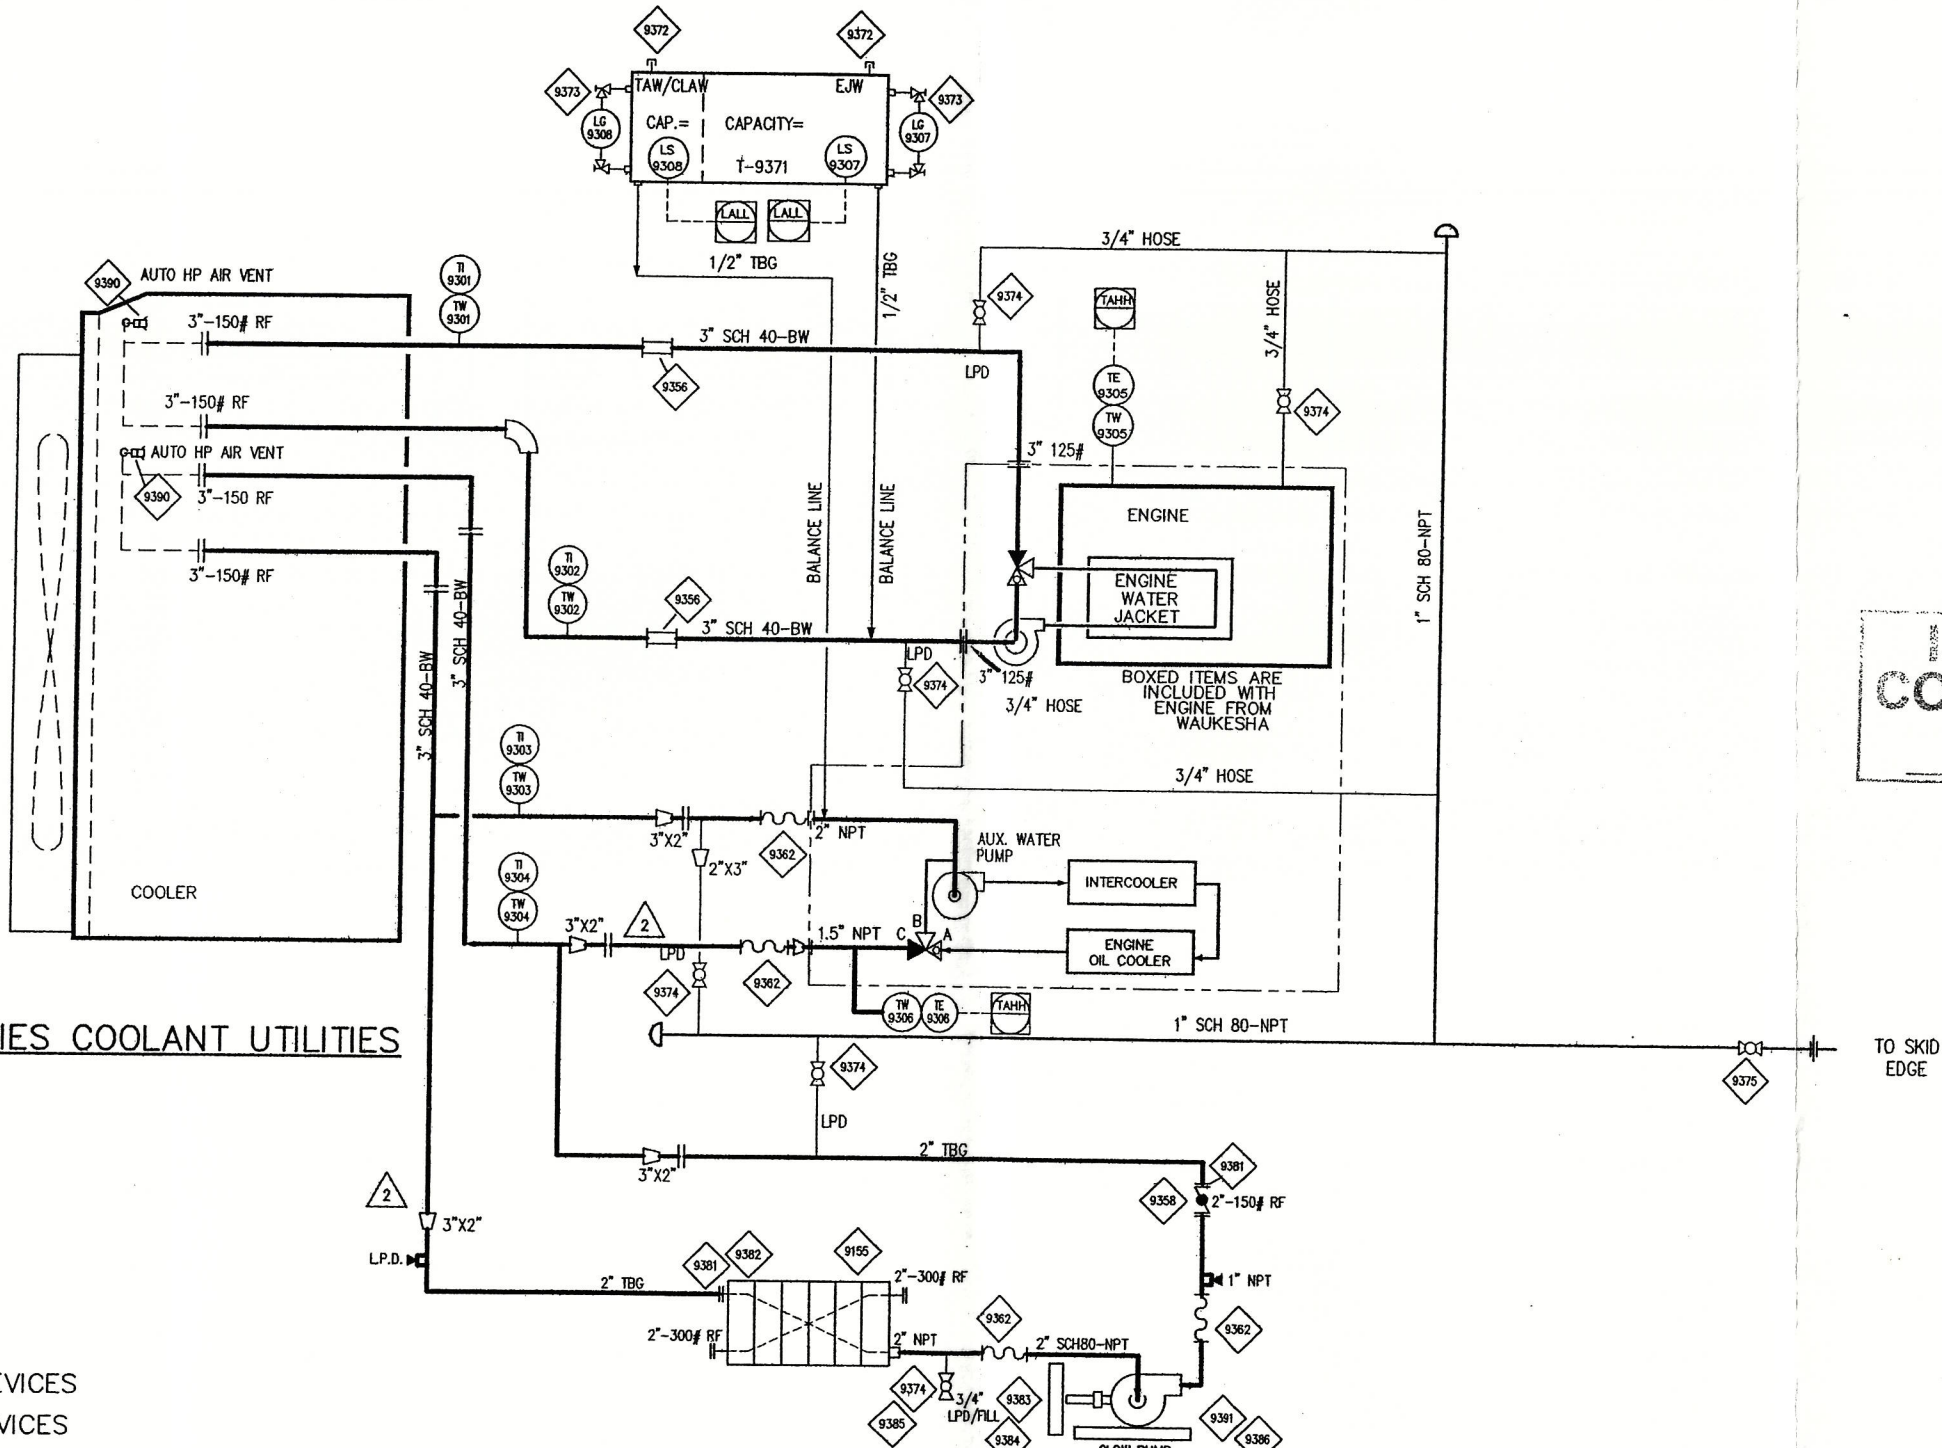 9372
9372
TAW/CLAW
EJW
9373
9373
LG
9308
CAP.=
CAPACITY=
LG
9307
LS
9308
LS
9307
T-9371
LALL
LALL
3/4" HOSE
1/2" TBG
1/2" TBG
9390
AUTO HP AIR VENT
TI
9301
TW
9301
9374
TAHH
3/4" HOSE
3"-150# RF
3" SCH 40-BW
LPD
9356
TE
9305
TW
9305
9374
3"-150# RF
AUTO HP AIR VENT
3" 125#
9390
3"-150 RF
ENGINE
BALANCE LINE
BALANCE LINE
1" SCH 80-NPT
3"-150# RF
TI
9302
TW
9302
9356
ENGINE
WATER
JACKET
3" SCH 40-BW
3" SCH 40-BW
3" SCH 40-BW
LPD
9374
3" 125#
3/4" HOSE
BOXED ITEMS ARE
INCLUDED WITH
ENGINE FROM
WAUKESHA
CO
TI
9303
TW
9303
3/4" HOSE
3"X2"
9362
2" NPT
AUX. WATER
PUMP
2"X3"
COOLER
TI
9304
TW
9304
INTERCOOLER
3"X2"
2
LPD
1.5" NPT
B
C
A
ENGINE
OIL COOLER
9374
9362
TW
9306
TE
9306
TAHH
IES COOLANT UTILITIES
1" SCH 80-NPT
TO SKID
EDGE
9374
9375
LPD
3"X2"
2" TBG
9381
2
9358
2"-150# RF
3"X2"
L.P.D.
9381
9382
9155
2" TBG
2"-300# RF
1" NPT
2"-300# RF
2" NPT
9362
2" SCH80-NPT
9362
9374
9385
3/4"
LPD/FILL
9383
9384
9391
9386
EVICES
VICES